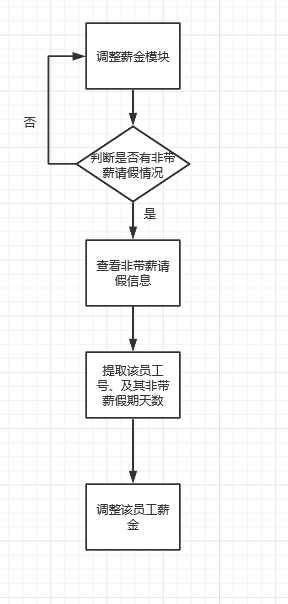 调整薪金模块
否
判断是否有非带
薪请假情况
是
查看非带薪请
假信息
提取该员工
号、及其非带
薪假期天数
调整该员工薪
金